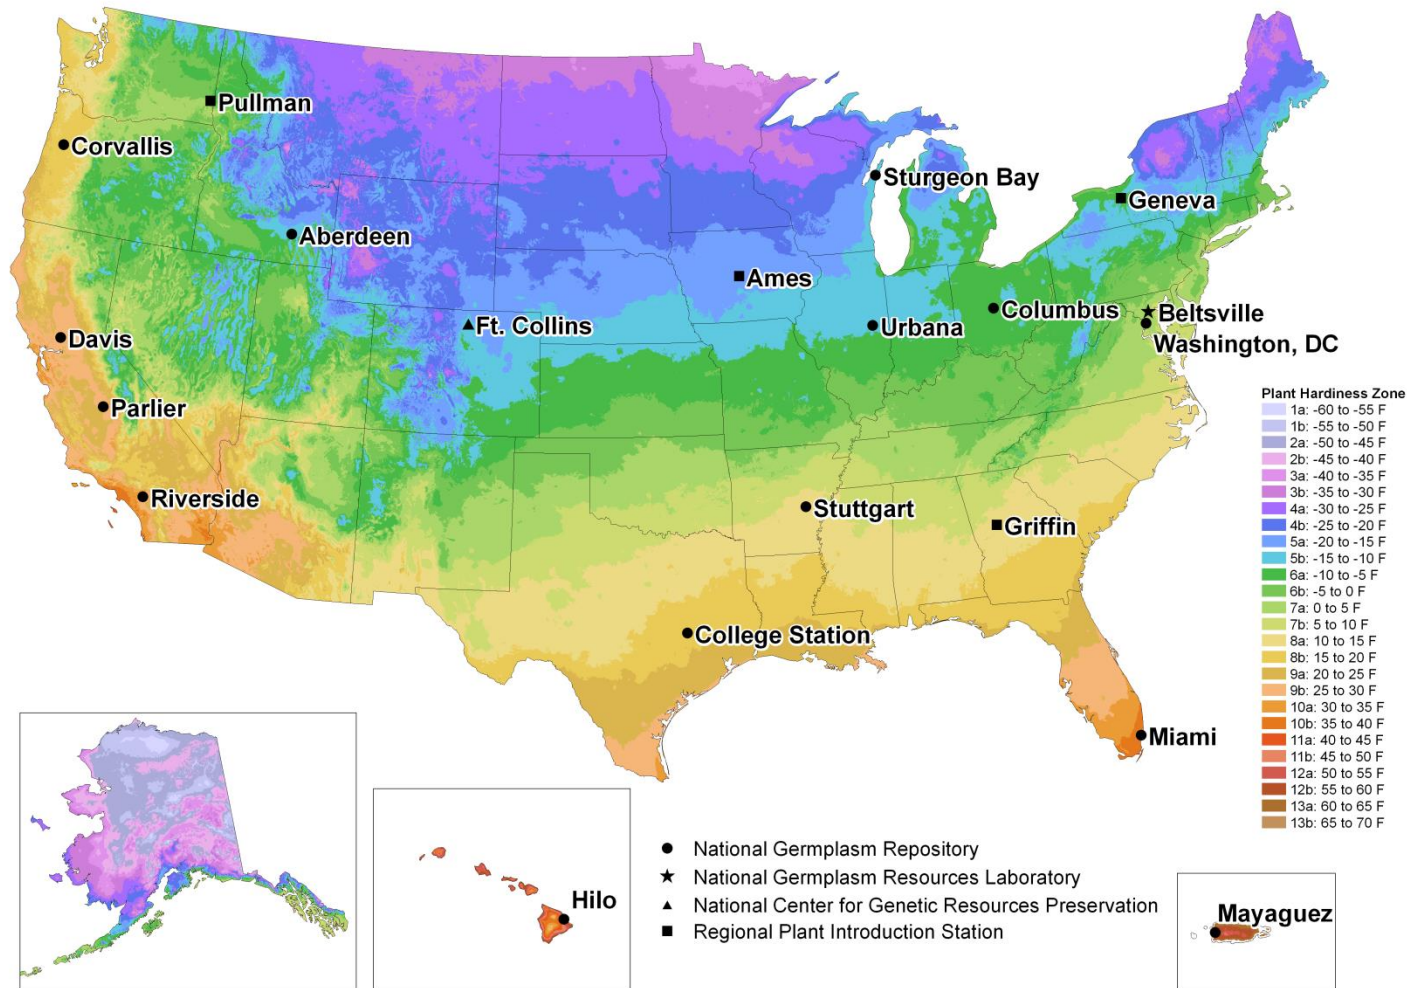 Pullman
Corvallis
Sturgeon Bay
Geneva
Aberdeen
Ames
Columbus
Beltsville
Ft. Collins
Urbana
Davis
Washington, DC
Parlier
Riverside
Stuttgart
Griffin
College Station
Miami
Plant Hardiness Zone
1a: -60 to -55 F
1b: -55 to -50 F
2a: -50 to -45 F
2b: -45 to -40 F
3a: -40 to -35 F
3b: -35 to -30 F
4a: -30 to -25 F
4b: -25 to -20 F
5a: -20 to -15 F
5b: -15 to -10 F
6a: -10 to -5 F
6b: -5 to 0 F
7a: 0 to 5 F
7b: 5 to 10 F
8a: 10 to 15 F
8b: 15 to 20 F
9a: 20 to 25 F
9b: 25 to 30 F
10a: 30 to 35 F
10b: 35 to 40 F
11a: 40 to 45 F
11b: 45 to 50 F
12a: 50 to 55 F
12b: 55 to 60 F
13a: 60 to 65 F
13b: 65 to 70 F
National Germplasm Repository
National Germplasm Resources Laboratory
National Center for Genetic Resources Preservation
Regional Plant Introduction Station
Hilo
Mayaguez